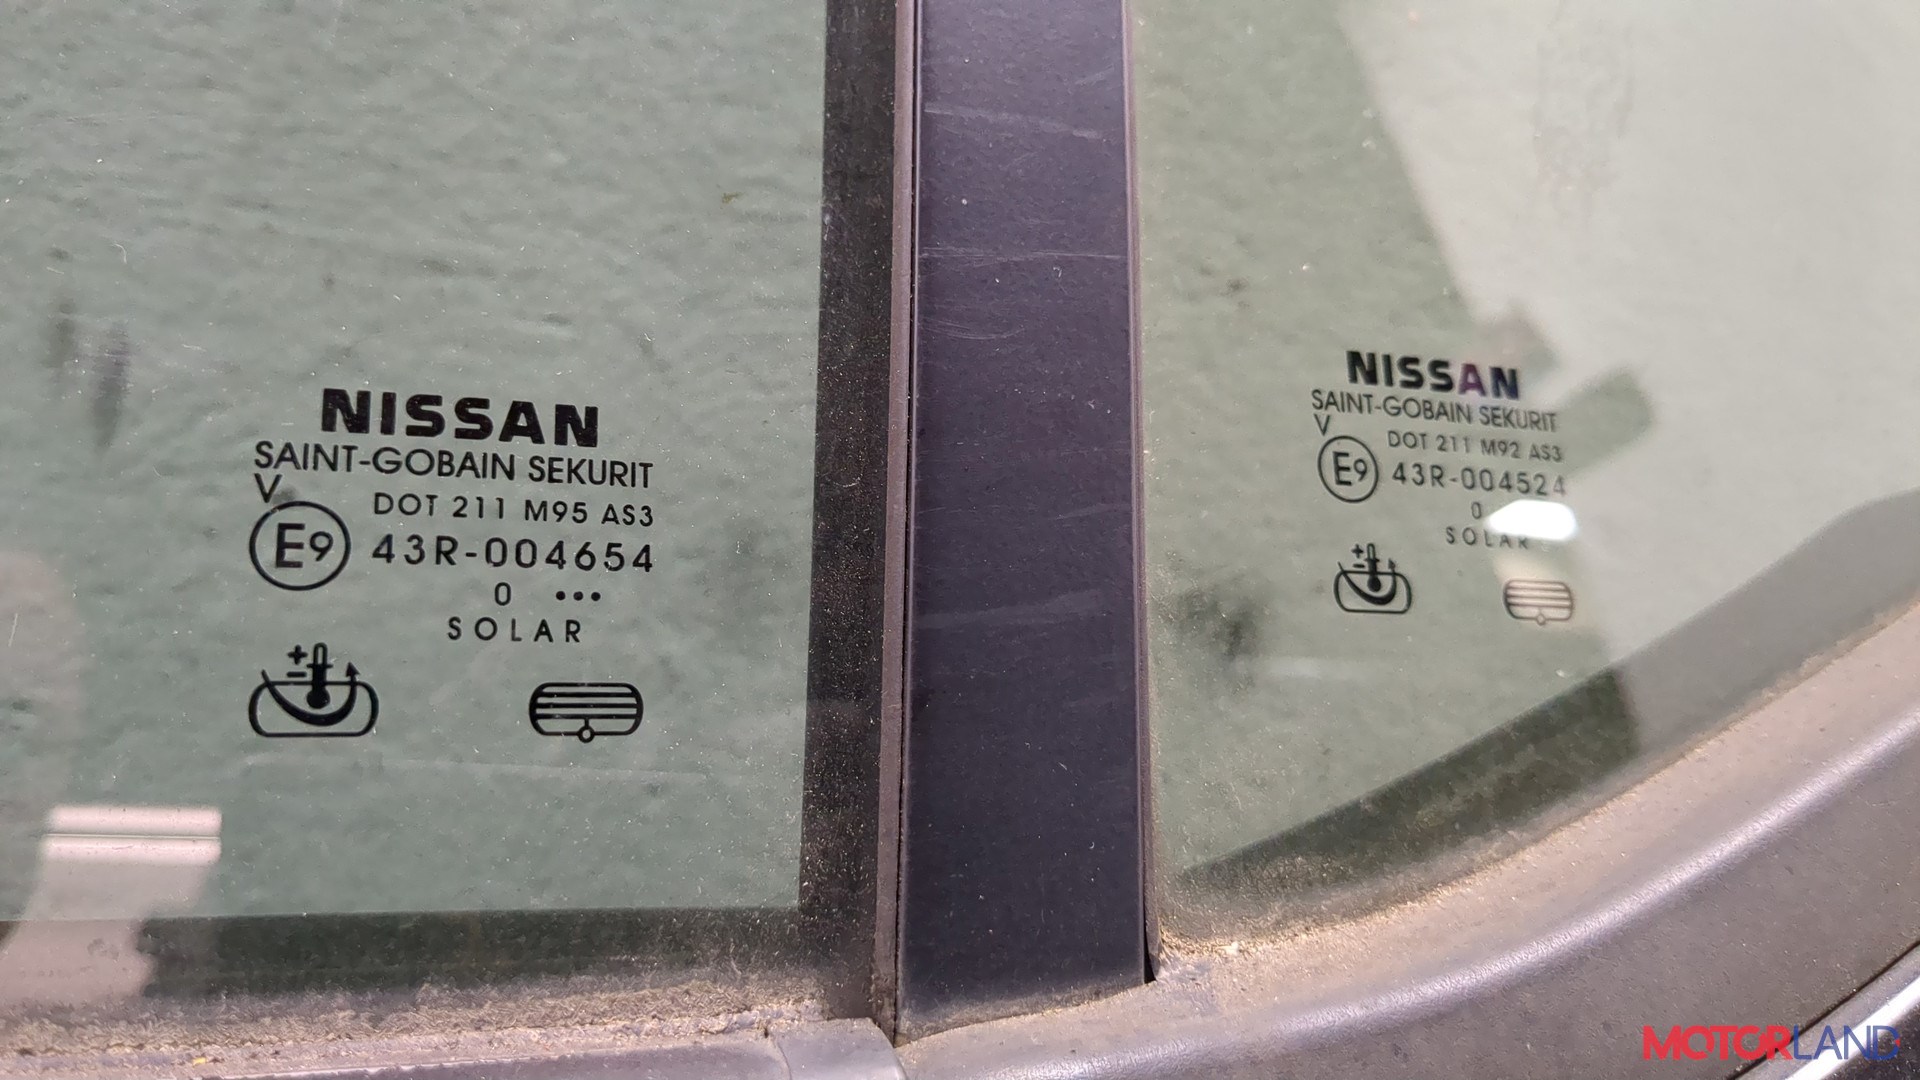 NISSAN
SAINT-GOBAIN SEKURIT
V
DOT 211 M95 AS3
E9 43R-004654
0 •••
SOLAR
NISSAN
SAINT-GOBAIN SEKURIT
V
DOT 211 M92 AS3
E9 43R-004524
0
SOLAR
MOTORLAND